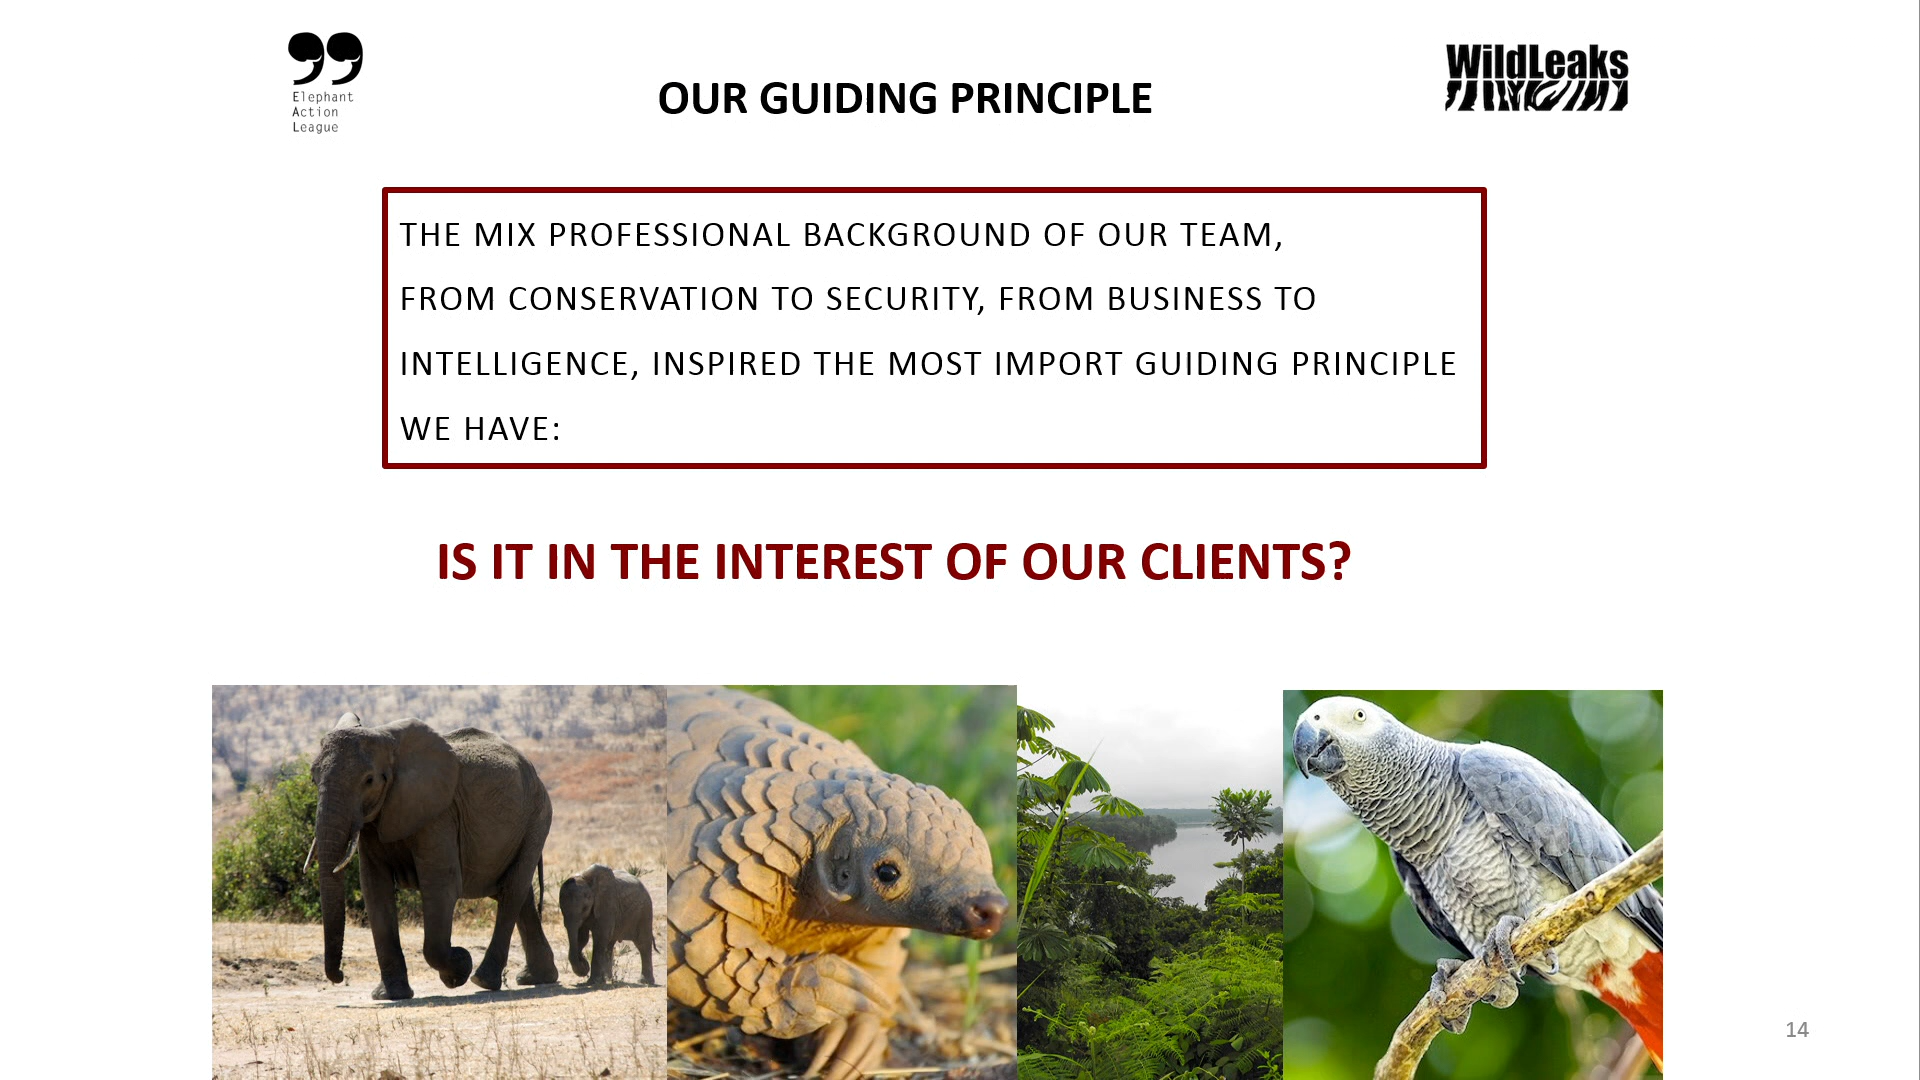 Elephant
Action
League
OUR GUIDING PRINCIPLE
WildLeaks
THE MIX PROFESSIONAL BACKGROUND OF OUR TEAM,
FROM CONSERVATION TO SECURITY, FROM BUSINESS TO
INTELLIGENCE, INSPIRED THE MOST IMPORT GUIDING PRINCIPLE
WE HAVE:
IS IT IN THE INTEREST OF OUR CLIENTS?
14